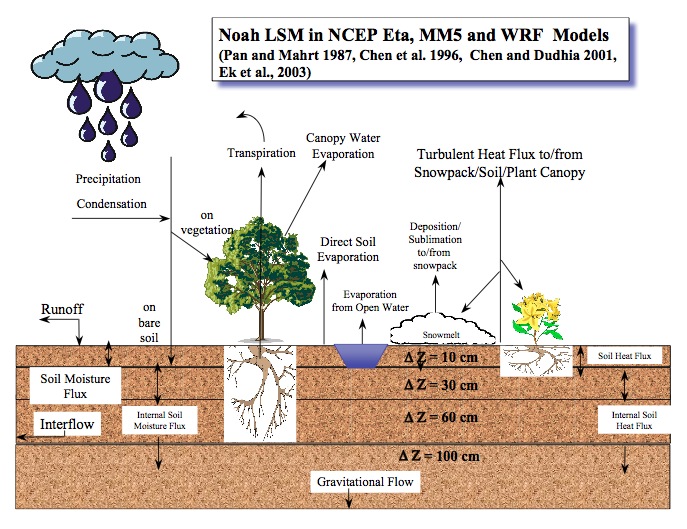 Noah LSM in NCEP Eta, MM5 and WRF Models
(Pan and Mahrt 1987, Chen et al. 1996, Chen and Dudhia 2001,
Ek et al., 2003)
Precipitation
Condensation
Transpiration
Canopy Water
Evaporation
Turbulent Heat Flux to/from
Snowpack/Soil/Plant Canopy
on
vegetation
Direct Soil
Evaporation
Deposition/
Sublimation
to/from
snowpack
Evaporation
from Open Water
Runoff
on
bare
soil
Snowmelt
Δ Z = 10 cm
Soil Heat Flux
Soil Moisture
Flux
Δ Z = 30 cm
Internal Soil
Moisture Flux
Δ Z = 60 cm
Internal Soil
Heat Flux
Interflow
Δ Z = 100 cm
Gravitational Flow